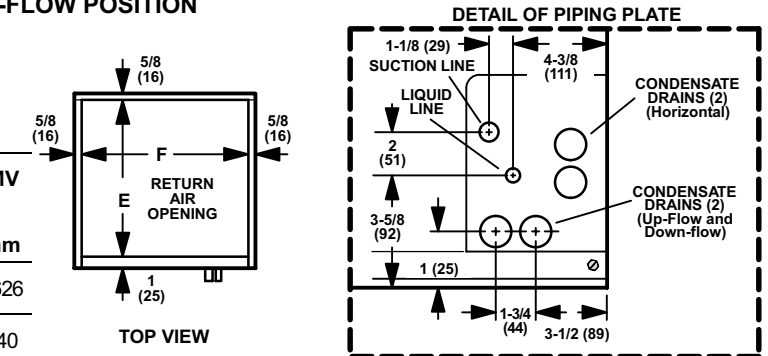 -FLOW POSITION
5/8
(16)
5/8
(16)
5/8
(16)
F
E
RETURN
AIR
OPENING
1
(25)
TOP VIEW
DETAIL OF PIPING PLATE
1-1/8 (29)
4-3/8
(111)
SUCTION LINE
LIQUID
LINE
CONDENSATE
DRAINS (2)
(Horizontal)
2
(51)
3-5/8
(92)
CONDENSATE
DRAINS (2)
(Up-Flow and
Down-flow)
1 (25)
1-3/4
(44)
3-1/2 (89)